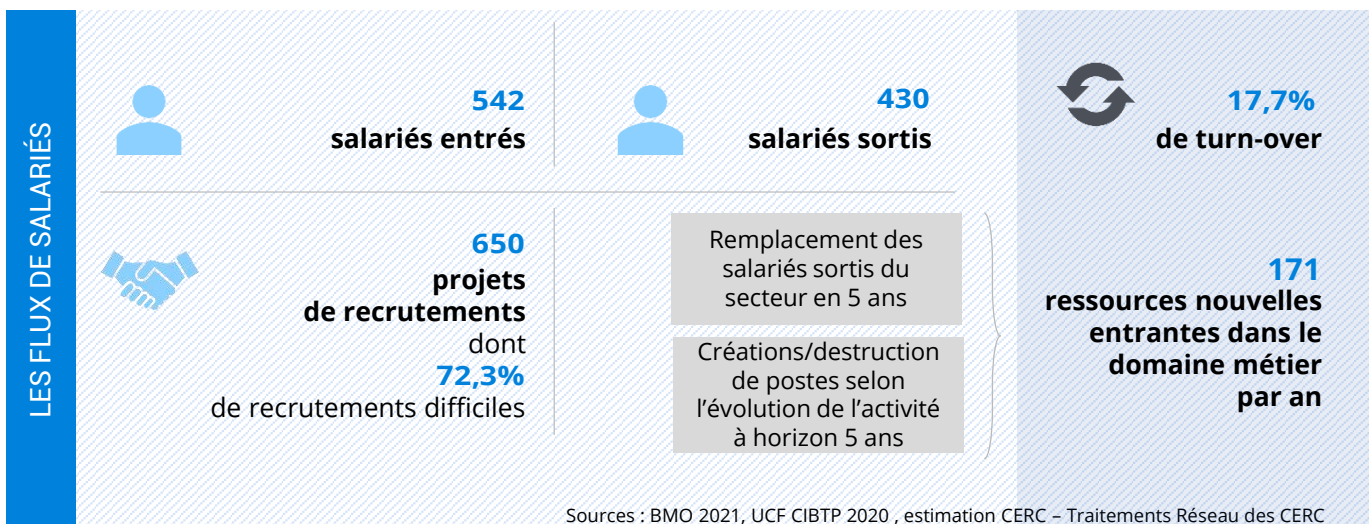 LES FLUX DE SALARIÉS
542
salariés entrés
430
salariés sortis
17,7%
de turn-over
650
projets
de recrutements
dont
72,3%
de recrutements difficiles
Remplacement des
salariés sortis du
secteur en 5 ans
Créations/destruction
de postes selon
l'évolution de l'activité
à horizon 5 ans
171
ressources nouvelles
entrantes dans le
domaine métier
par an
Sources : BMO 2021, UCF CIBTP 2020 , estimation CERC – Traitements Réseau des CERC